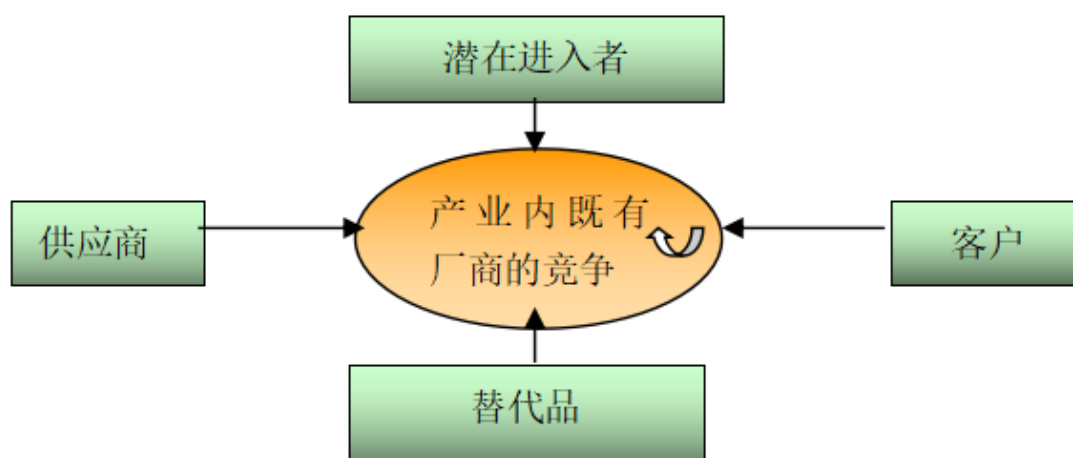 潜在进入者
产业内既有
厂商的竞争
供应商
客户
替代品